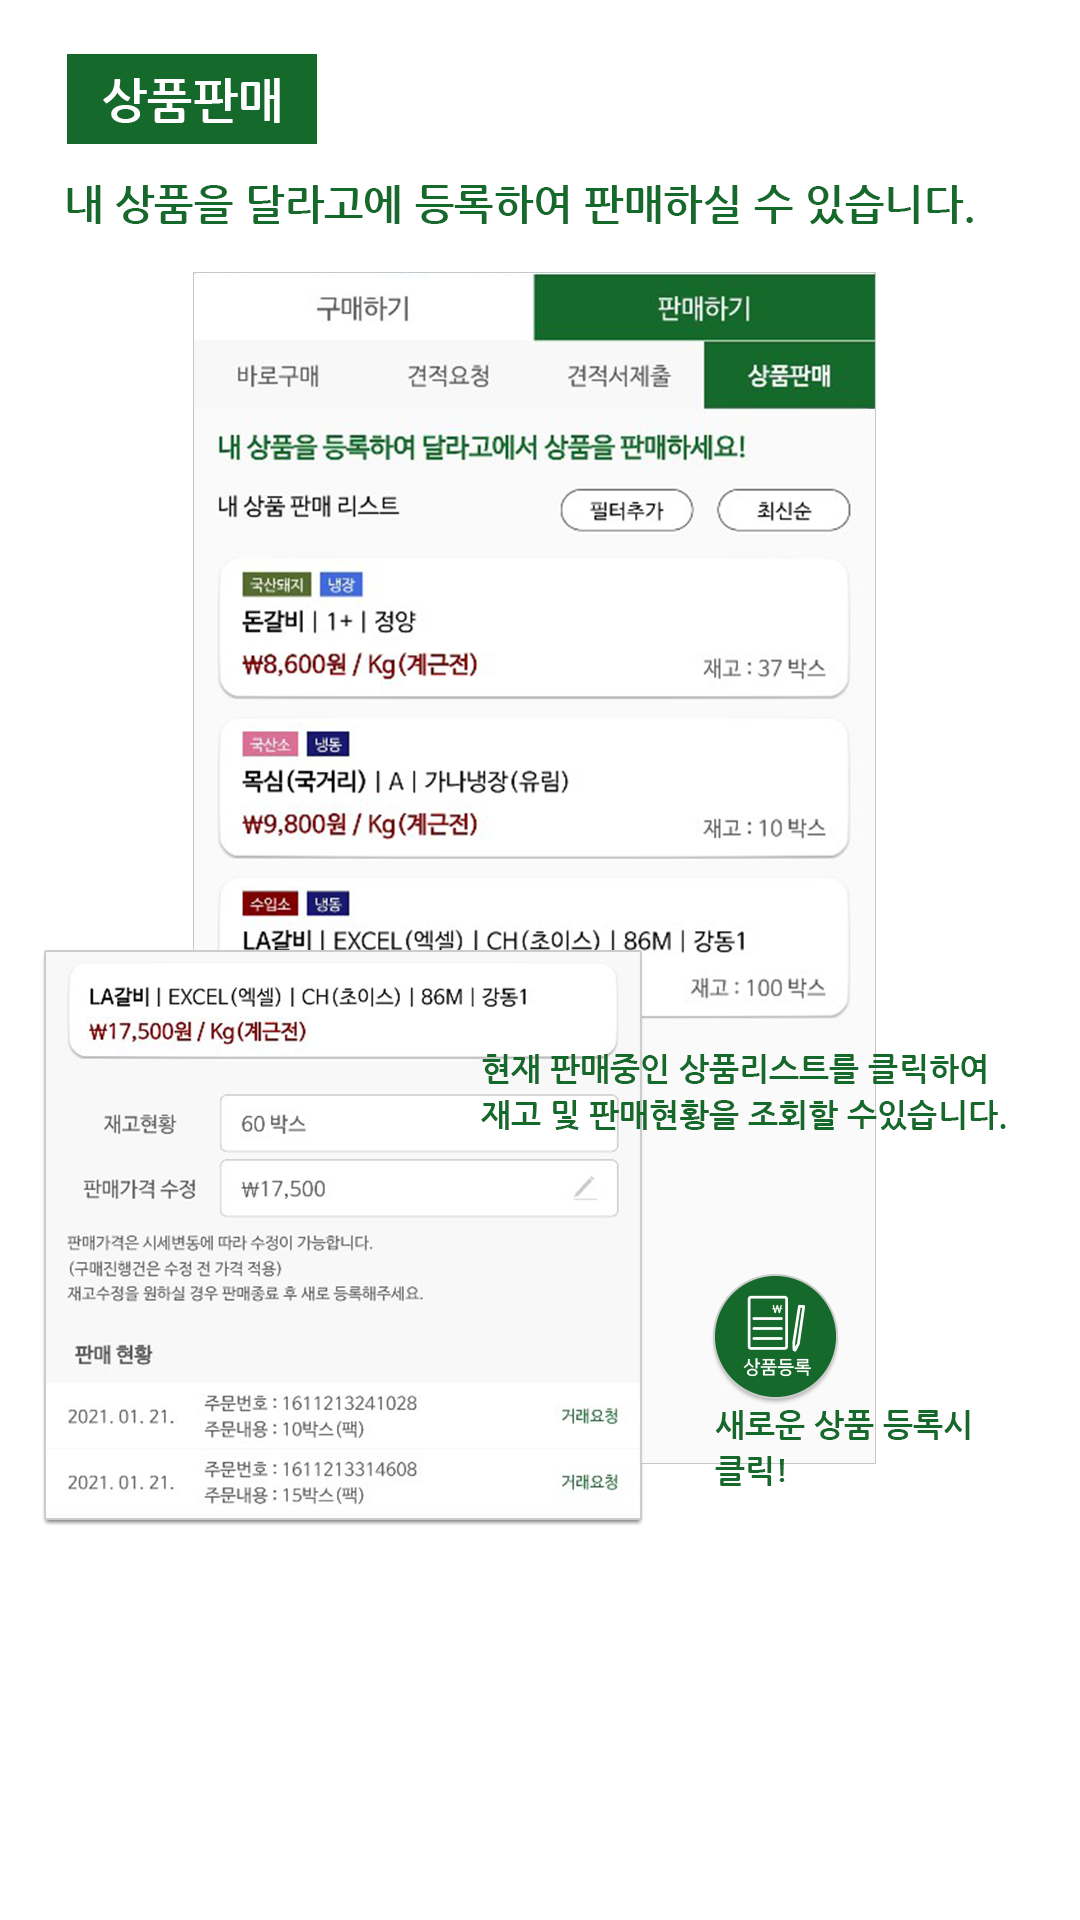 상품판매
내 상품을 달라고에 등록하여 판매하실 수 있습니다.
구매하기 판매하기
바로구매 견적요청 견적서제출 상품판매
내 상품을 등록하여 달라고에서 상품을 판매하세요!
내 상품 판매 리스트 필터추가 최신순
국산돼지 냉장
돈갈비 | 1+ | 정양
₩8,600원 / Kg(계근전) 재고 : 37 박스
국산소 냉동
목심(국거리) | A | 가나냉장(유림)
₩9,800원 / Kg(계근전) 재고 : 10 박스
수입소 냉동
LA갈비 | EXCEL(엑셀) | CH(초이스) | 86M | 강동1
재고 : 100 박스
LA갈비 | EXCEL(엑셀) | CH(초이스) | 86M | 강동1
₩17,500원 / Kg(계근전)
현재 판매중인 상품리스트를 클릭하여
재고 및 판매현황을 조회할 수있습니다.
재고현황 60 박스
판매가격 수정 ₩17,500
판매가격은 시세변동에 따라 수정이 가능합니다.
(구매진행건은 수정 전 가격 적용)
재고수정을 원하실 경우 판매종료 후 새로 등록해주세요.
판매 현황
2021. 01. 21. 주문번호 : 1611213241028
주문내용 : 10박스(팩) 거래요청
2021. 01. 21. 주문번호 : 1611213314608
주문내용 : 15박스(팩) 거래요청
₩
상품등록
새로운 상품 등록시
클릭!